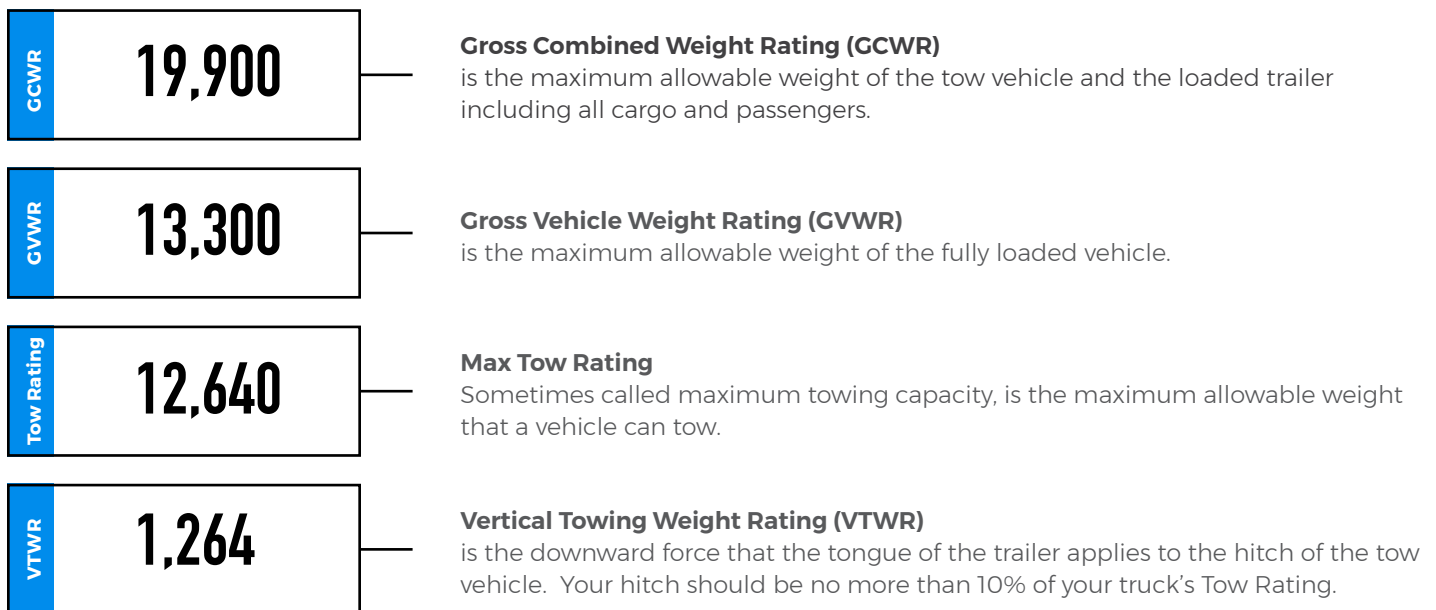 GCWR
19,900
Gross Combined Weight Rating (GCWR)
is the maximum allowable weight of the tow vehicle and the loaded trailer
including all cargo and passengers.
GVWR
13,300
Gross Vehicle Weight Rating (GVWR)
is the maximum allowable weight of the fully loaded vehicle.
Tow Rating
12,640
Max Tow Rating
Sometimes called maximum towing capacity, is the maximum allowable weight
that a vehicle can tow.
VTWR
1,264
Vertical Towing Weight Rating (VTWR)
is the downward force that the tongue of the trailer applies to the hitch of the tow
vehicle.  Your hitch should be no more than 10% of your truck's Tow Rating.